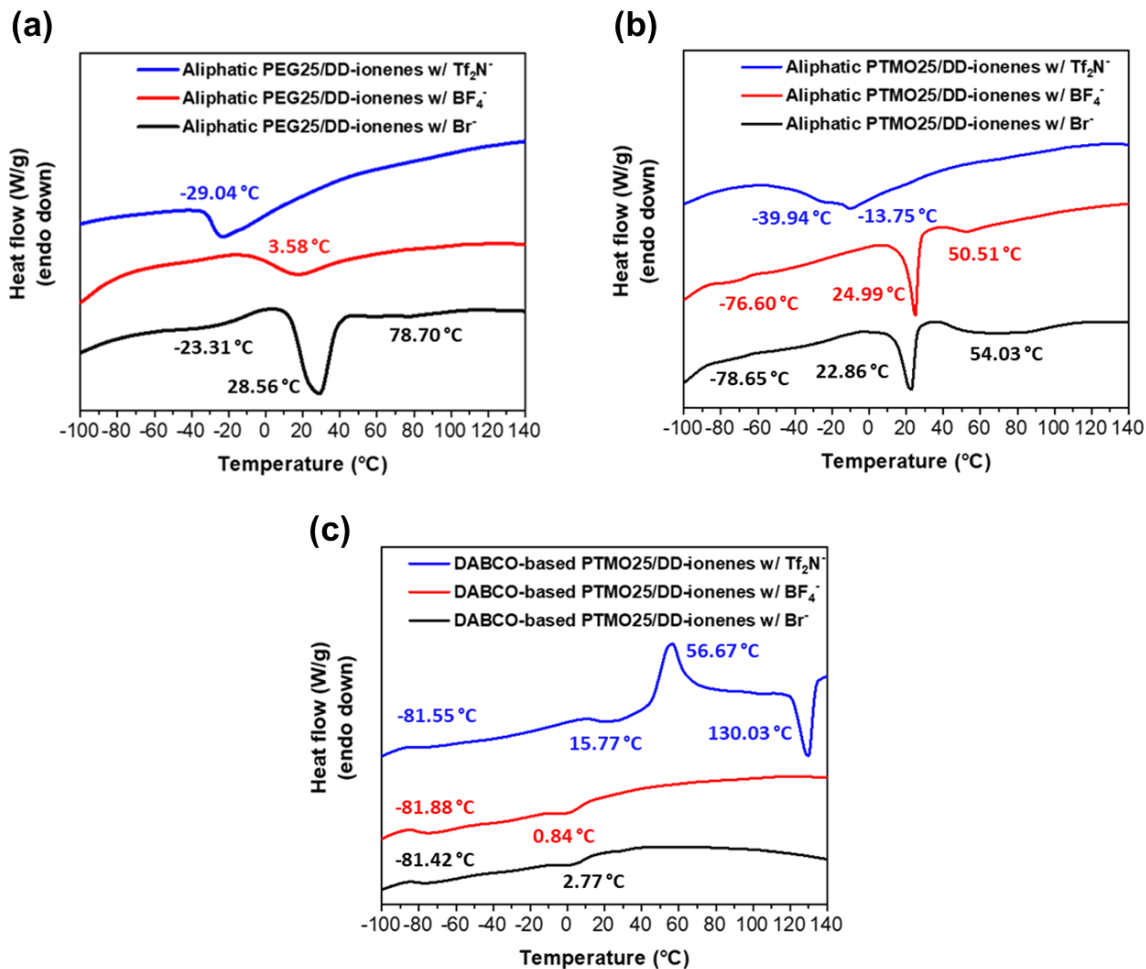 (a)
Aliphatic PEG25/DD-ionenes w/ Tf₂N⁻
Aliphatic PEG25/DD-ionenes w/ BF₄⁻
Aliphatic PEG25/DD-ionenes w/ Br⁻
-29.04 °C
3.58 °C
-23.31 °C
78.70 °C
28.56 °C
Heat flow (W/g)
(endo down)
-100 -80 -60 -40 -20 0 20 40 60 80 100 120 140
Temperature (°C)
(b)
Aliphatic PTMO25/DD-ionenes w/ Tf₂N⁻
Aliphatic PTMO25/DD-ionenes w/ BF₄⁻
Aliphatic PTMO25/DD-ionenes w/ Br⁻
-39.94 °C
-13.75 °C
50.51 °C
-76.60 °C
24.99 °C
54.03 °C
-78.65 °C
22.86 °C
Heat flow (W/g)
(endo down)
-100 -80 -60 -40 -20 0 20 40 60 80 100 120 140
Temperature (°C)
(c)
DABCO-based PTMO25/DD-ionenes w/ Tf₂N⁻
DABCO-based PTMO25/DD-ionenes w/ BF₄⁻
DABCO-based PTMO25/DD-ionenes w/ Br⁻
56.67 °C
-81.55 °C
15.77 °C
130.03 °C
-81.88 °C
0.84 °C
-81.42 °C
2.77 °C
Heat flow (W/g)
(endo down)
-100 -80 -60 -40 -20 0 20 40 60 80 100 120 140
Temperature (°C)